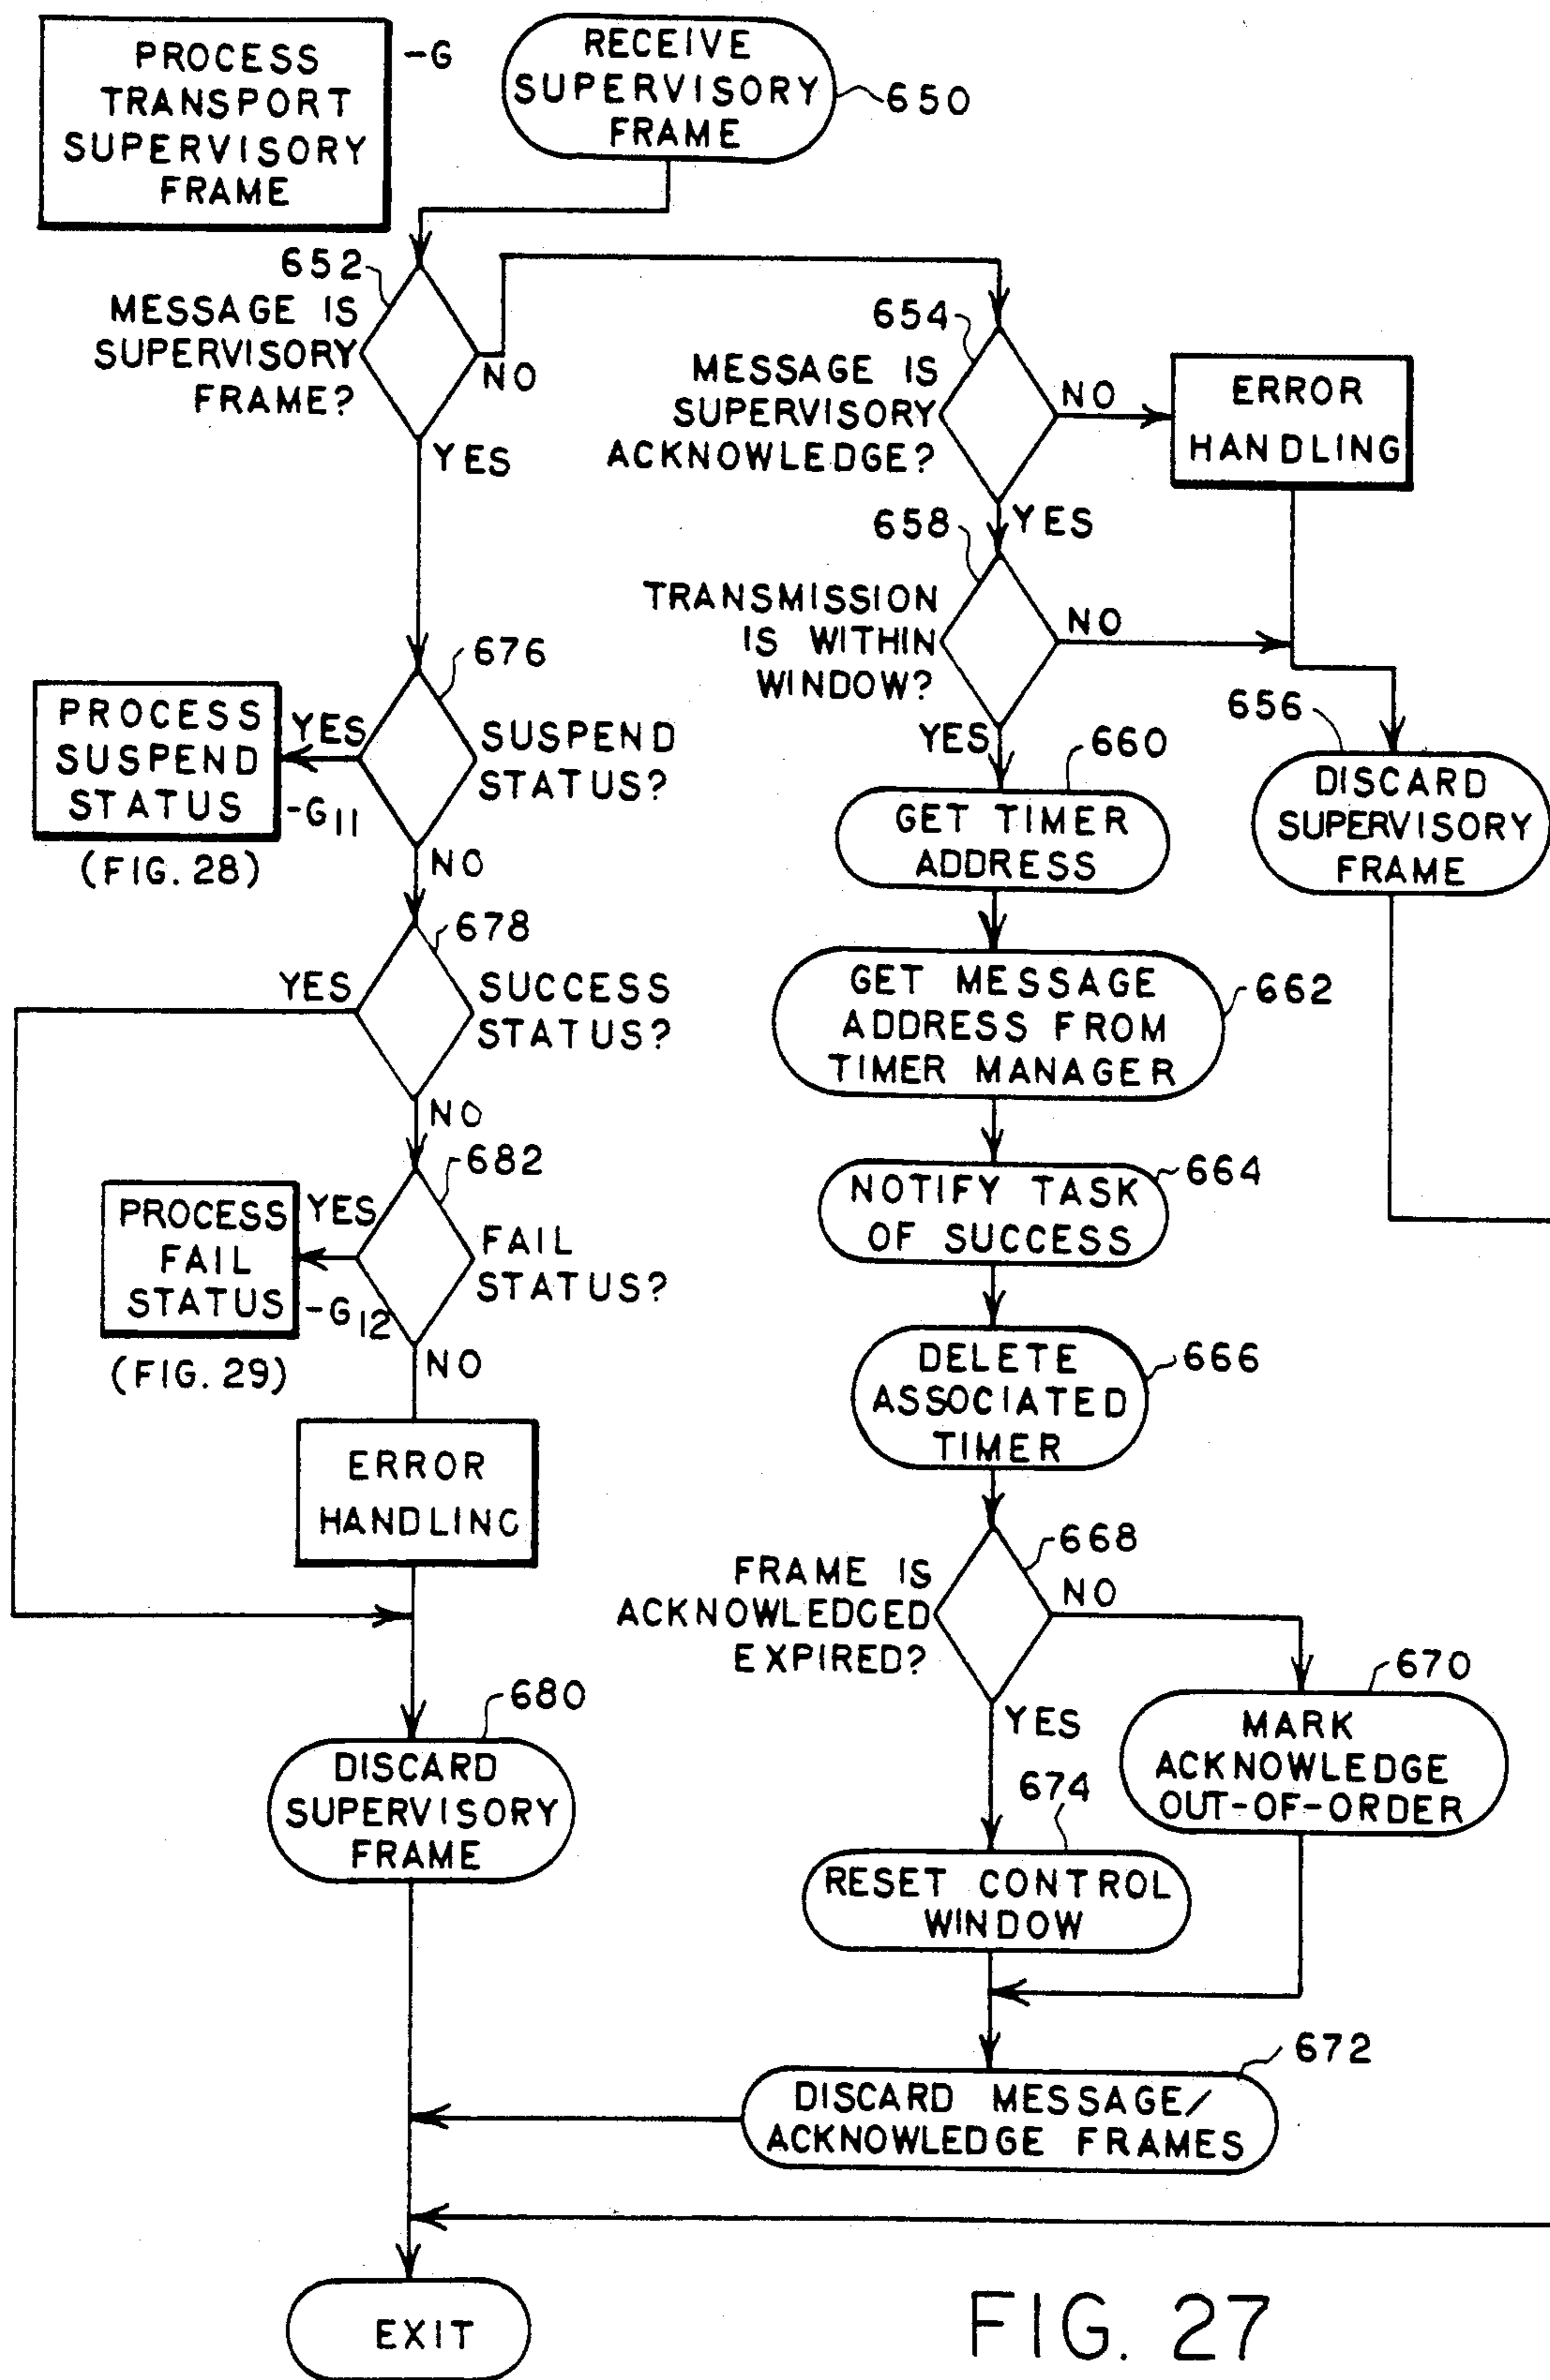 PROCESS
TRANSPORT
SUPERVISORY
FRAME
-G
RECEIVE
SUPERVISORY
FRAME
650
652
MESSAGE IS
SUPERVISORY
FRAME?
NO
YES
654
MESSAGE IS
SUPERVISORY
ACKNOWLEDGE?
NO
ERROR
HANDLING
YES
658
TRANSMISSION
IS WITHIN
WINDOW?
NO
YES
656
DISCARD
SUPERVISORY
FRAME
676
SUSPEND
STATUS?
YES
PROCESS
SUSPEND
STATUS
-G11
(FIG. 28)
NO
660
GET TIMER
ADDRESS
678
SUCCESS
STATUS?
YES
NO
662
GET MESSAGE
ADDRESS FROM
TIMER MANAGER
682
FAIL
STATUS?
YES
PROCESS
FAIL
STATUS
-G12
(FIG. 29)
NO
664
NOTIFY TASK
OF SUCCESS
666
DELETE
ASSOCIATED
TIMER
ERROR
HANDLING
668
FRAME IS
ACKNOWLEDGED
EXPIRED?
NO
YES
670
MARK
ACKNOWLEDGE
OUT-OF-ORDER
680
DISCARD
SUPERVISORY
FRAME
674
RESET CONTROL
WINDOW
672
DISCARD MESSAGE/
ACKNOWLEDGE FRAMES
EXIT
FIG. 27